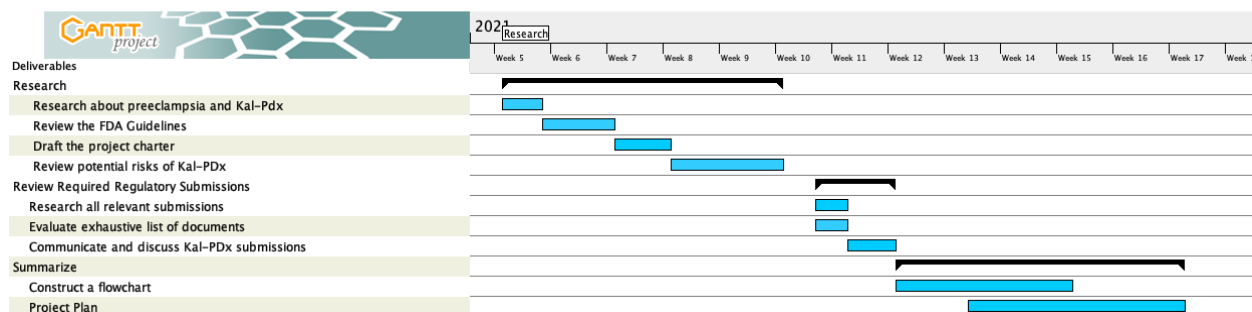 GANTT
project
2021
Research
Week 5 Week 6 Week 7 Week 8 Week 9 Week 10 Week 11 Week 12 Week 13 Week 14 Week 15 Week 16 Week 17 Week
Deliverables
Research
Research about preeclampsia and Kal-Pdx
Review the FDA Guidelines
Draft the project charter
Review potential risks of Kal-PDx
Review Required Regulatory Submissions
Research all relevant submissions
Evaluate exhaustive list of documents
Communicate and discuss Kal-PDx submissions
Summarize
Construct a flowchart
Project Plan